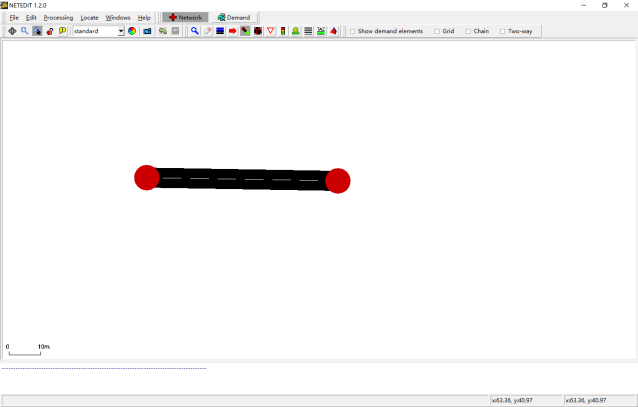 NETEDIT 1.2.0
File Edit Processing Locate Windows Help Network Demand
standard Show demand elements Grid Chain Two-way
0 10m
x:63.36, y:40.97 x:63.36, y:40.97